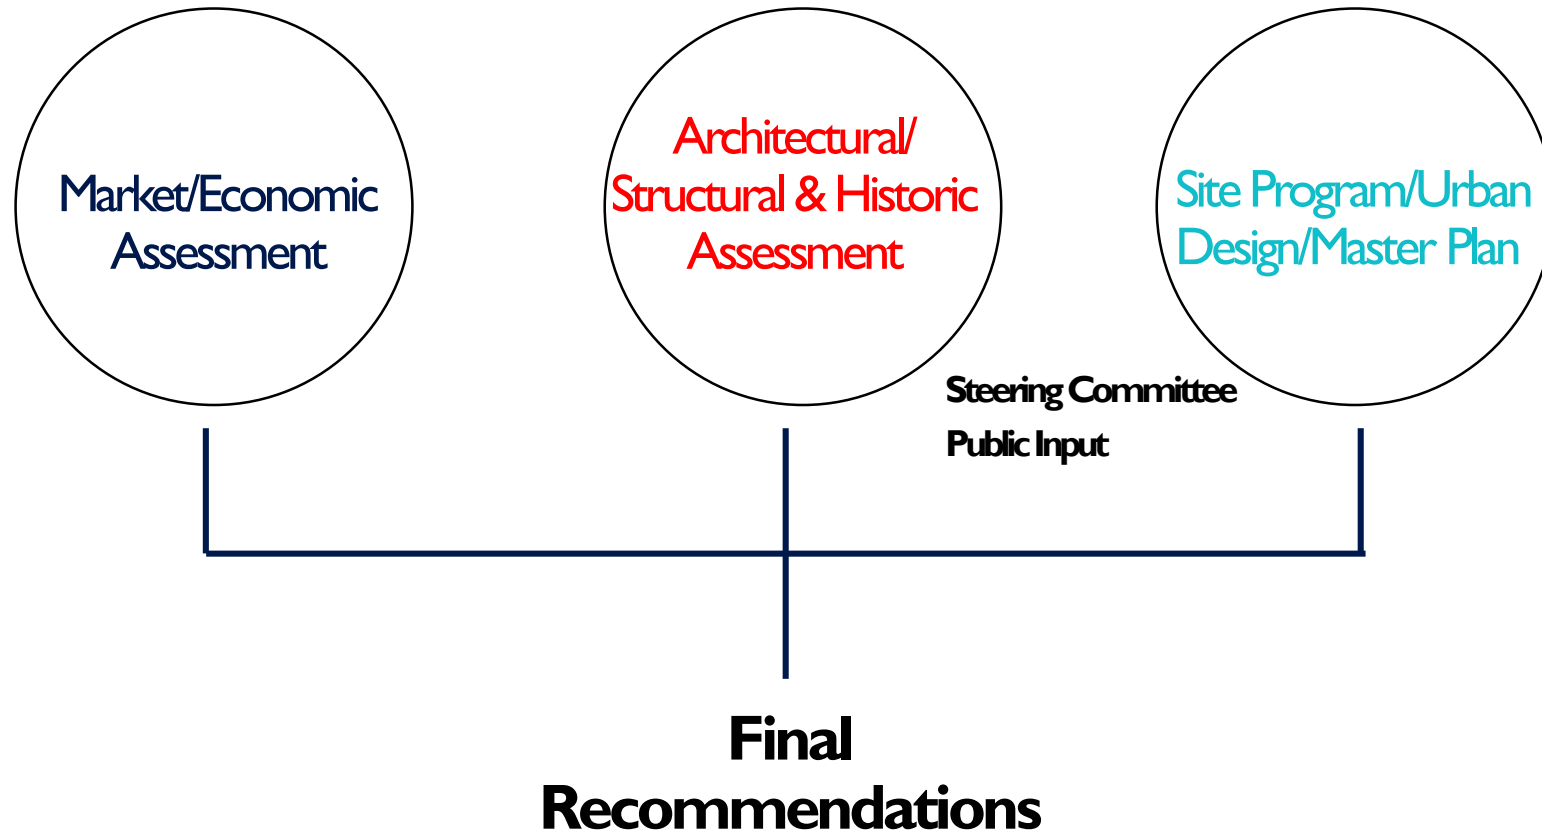 Market/Economic
Assessment
Architectural/
Structural & Historic
Assessment
Site Program/Urban
Design/Master Plan
Steering Committee
Public Input
Final
Recommendations